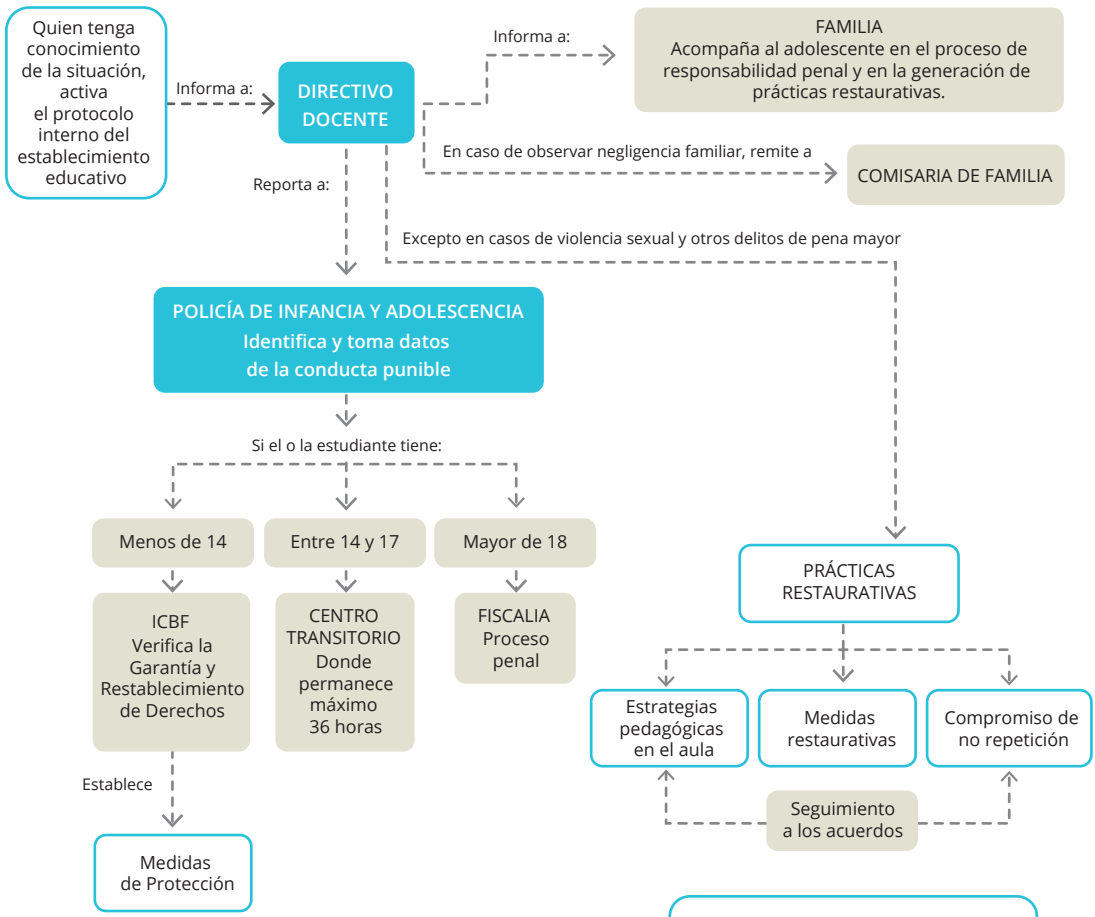 Quien tenga
conocimiento
de la situación,
activa
el protocolo
interno del
establecimiento
educativo
Informa a:
DIRECTIVO
DOCENTE
Informa a:
FAMILIA
Acompaña al adolescente en el proceso de
responsabilidad penal y en la generación de
prácticas restaurativas.
En caso de observar negligencia familiar, remite a
COMISARIA DE FAMILIA
Reporta a:
Excepto en casos de violencia sexual y otros delitos de pena mayor
POLICÍA DE INFANCIA Y ADOLESCENCIA
Identifica y toma datos
de la conducta punible
Si el o la estudiante tiene:
Menos de 14
Entre 14 y 17
Mayor de 18
ICBF
Verifica la
Garantía y
Restablecimiento
de Derechos
CENTRO
TRANSITORIO
Donde
permanece
máximo
36 horas
FISCALIA
Proceso
penal
Establece
Medidas
de Protección
PRÁCTICAS
RESTAURATIVAS
Estrategias
pedagógicas
en el aula
Medidas
restaurativas
Compromiso de
no repetición
Seguimiento
a los acuerdos